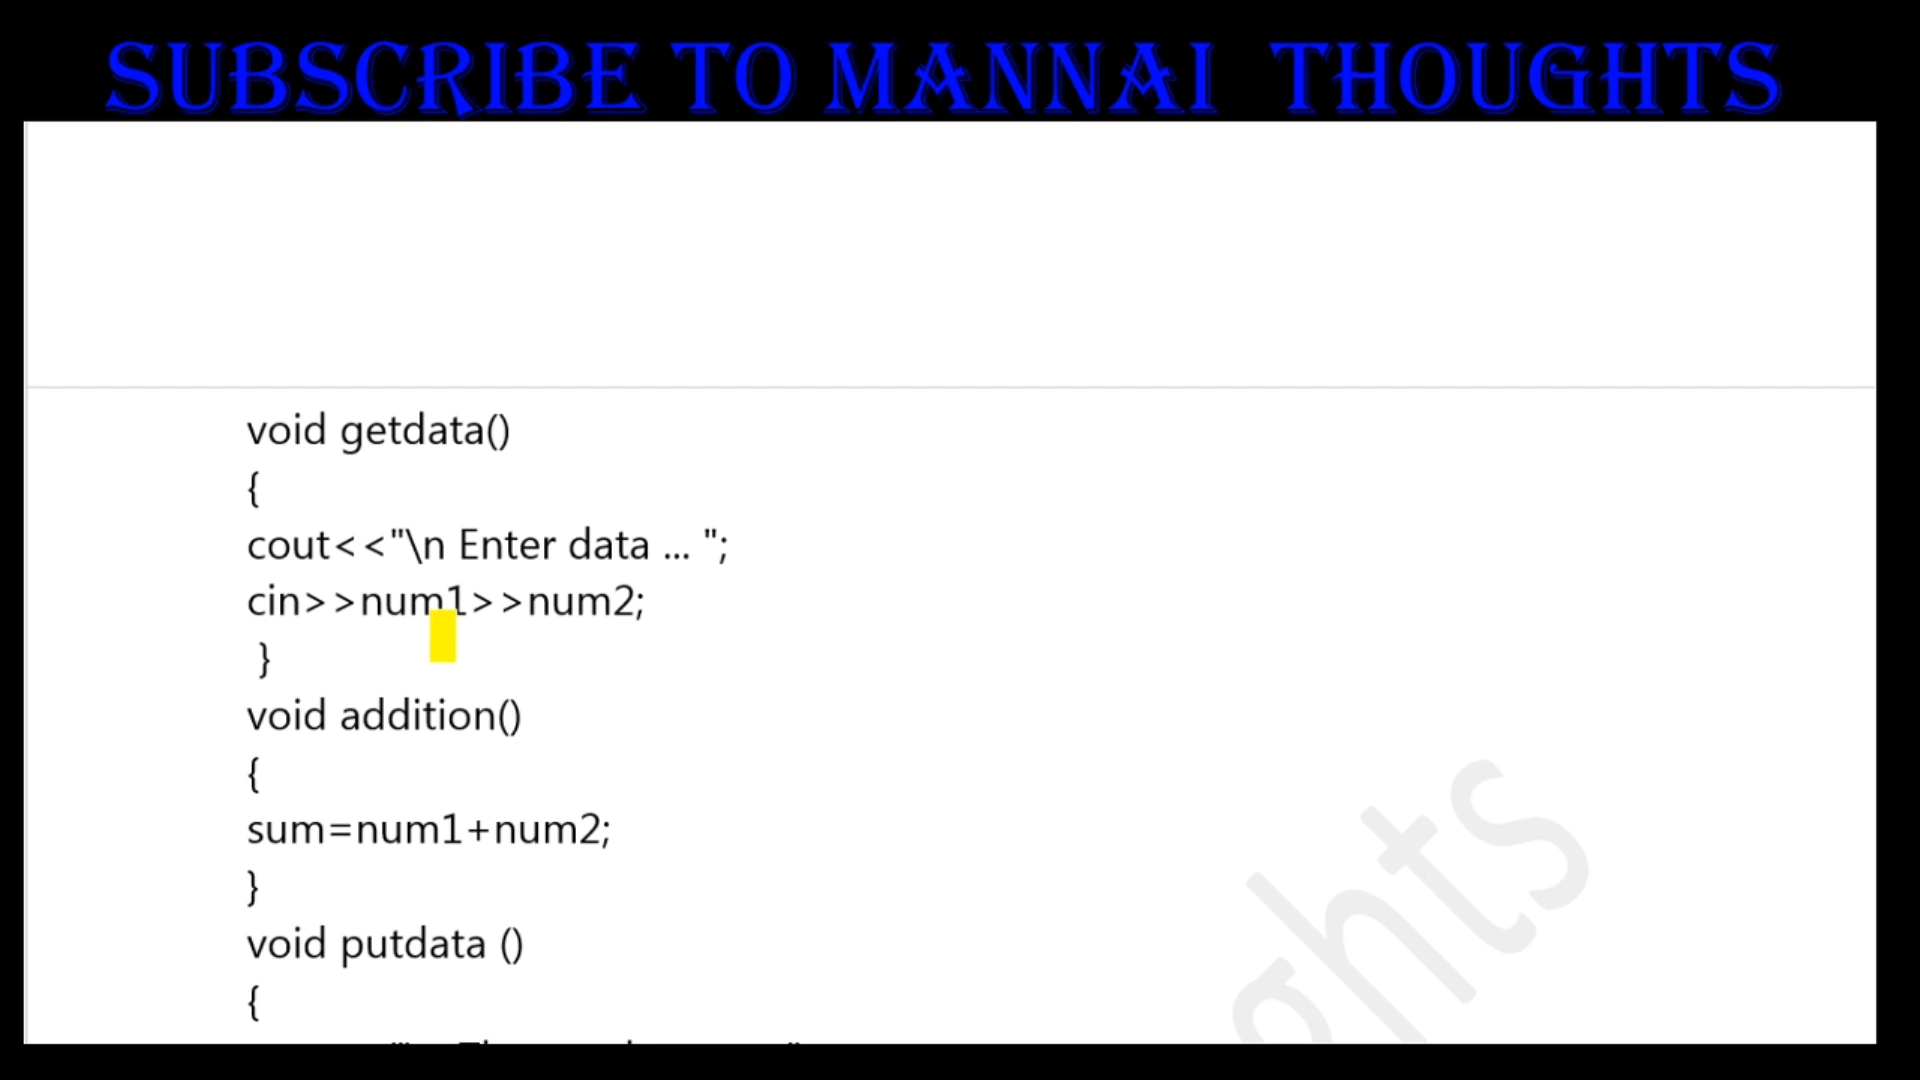 SUBSCRIBE TO MANNAI THOUGHTS
void getdata()
{
cout<<"\n Enter data ... ";
cin>>num1>>num2;
}
void addition()
{
sum=num1+num2;
}
void putdata ()
{
ghts